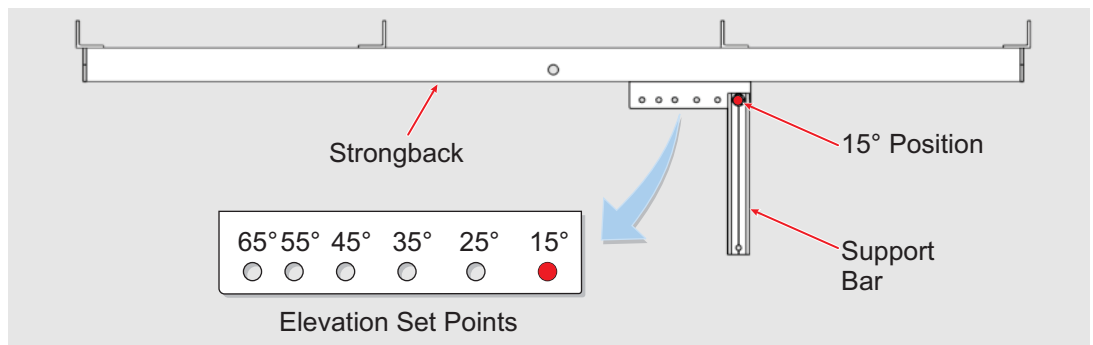 Strongback
15° Position
65° 55° 45° 35° 25° 15°
Support
Bar
Elevation Set Points